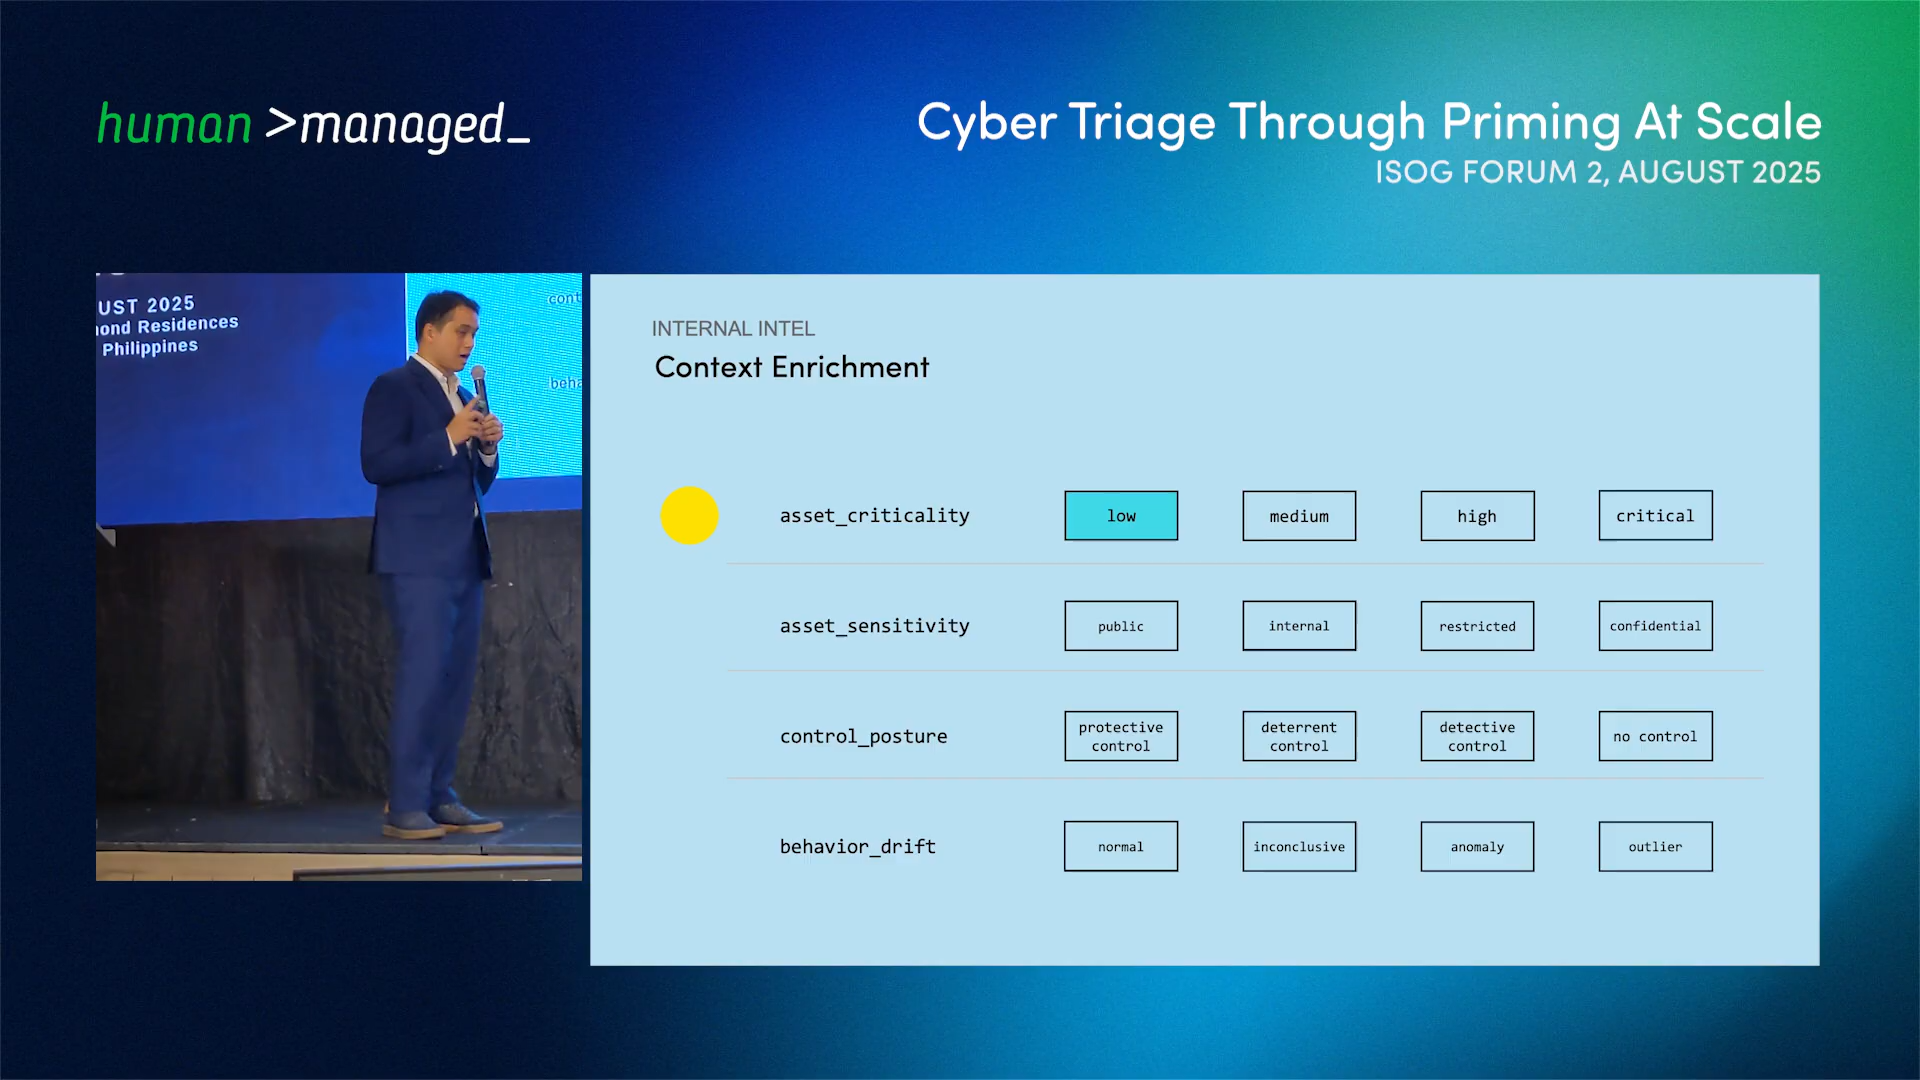 human >managed_
Cyber Triage Through Priming At Scale
ISOG FORUM 2, AUGUST 2025
UST 2025
ond Residences
Philippines
cont
beha
INTERNAL INTEL
Context Enrichment
asset_criticality low medium high critical
asset_sensitivity public internal restricted confidential
control_posture protective control deterrent control detective control no control
behavior_drift normal inconclusive anomaly outlier